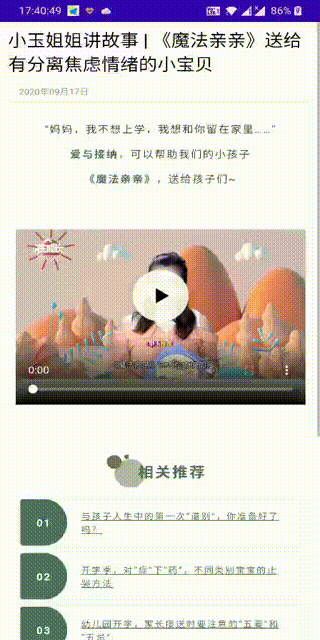 17:40:49
86%
小玉姐姐讲故事 | 《魔法亲亲》送给
有分离焦虑情绪的小宝贝
2020年09月17日
“妈妈，我不想上学，我想和你留在家里……”
爱与接纳，可以帮助我们的小孩子
《魔法亲亲》，送给孩子们~
0:00
相关推荐
01
与孩子人生中的第一次“道别”，你准备好了
吗？
02
开学季，对“症”下“药”，不同类别宝宝的止
哭方法
03
幼儿园开学，家长接送时要注意的“五要”和
“五忌”